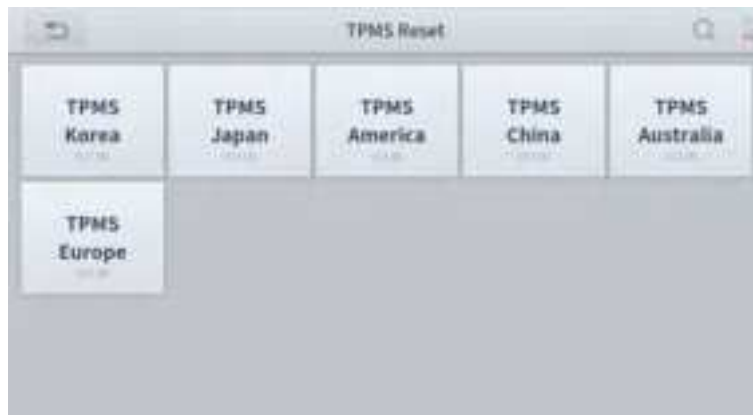 TPMS Reset
TPMS
Korea
TPMS
Japan
TPMS
America
TPMS
China
TPMS
Australia
TPMS
Europe